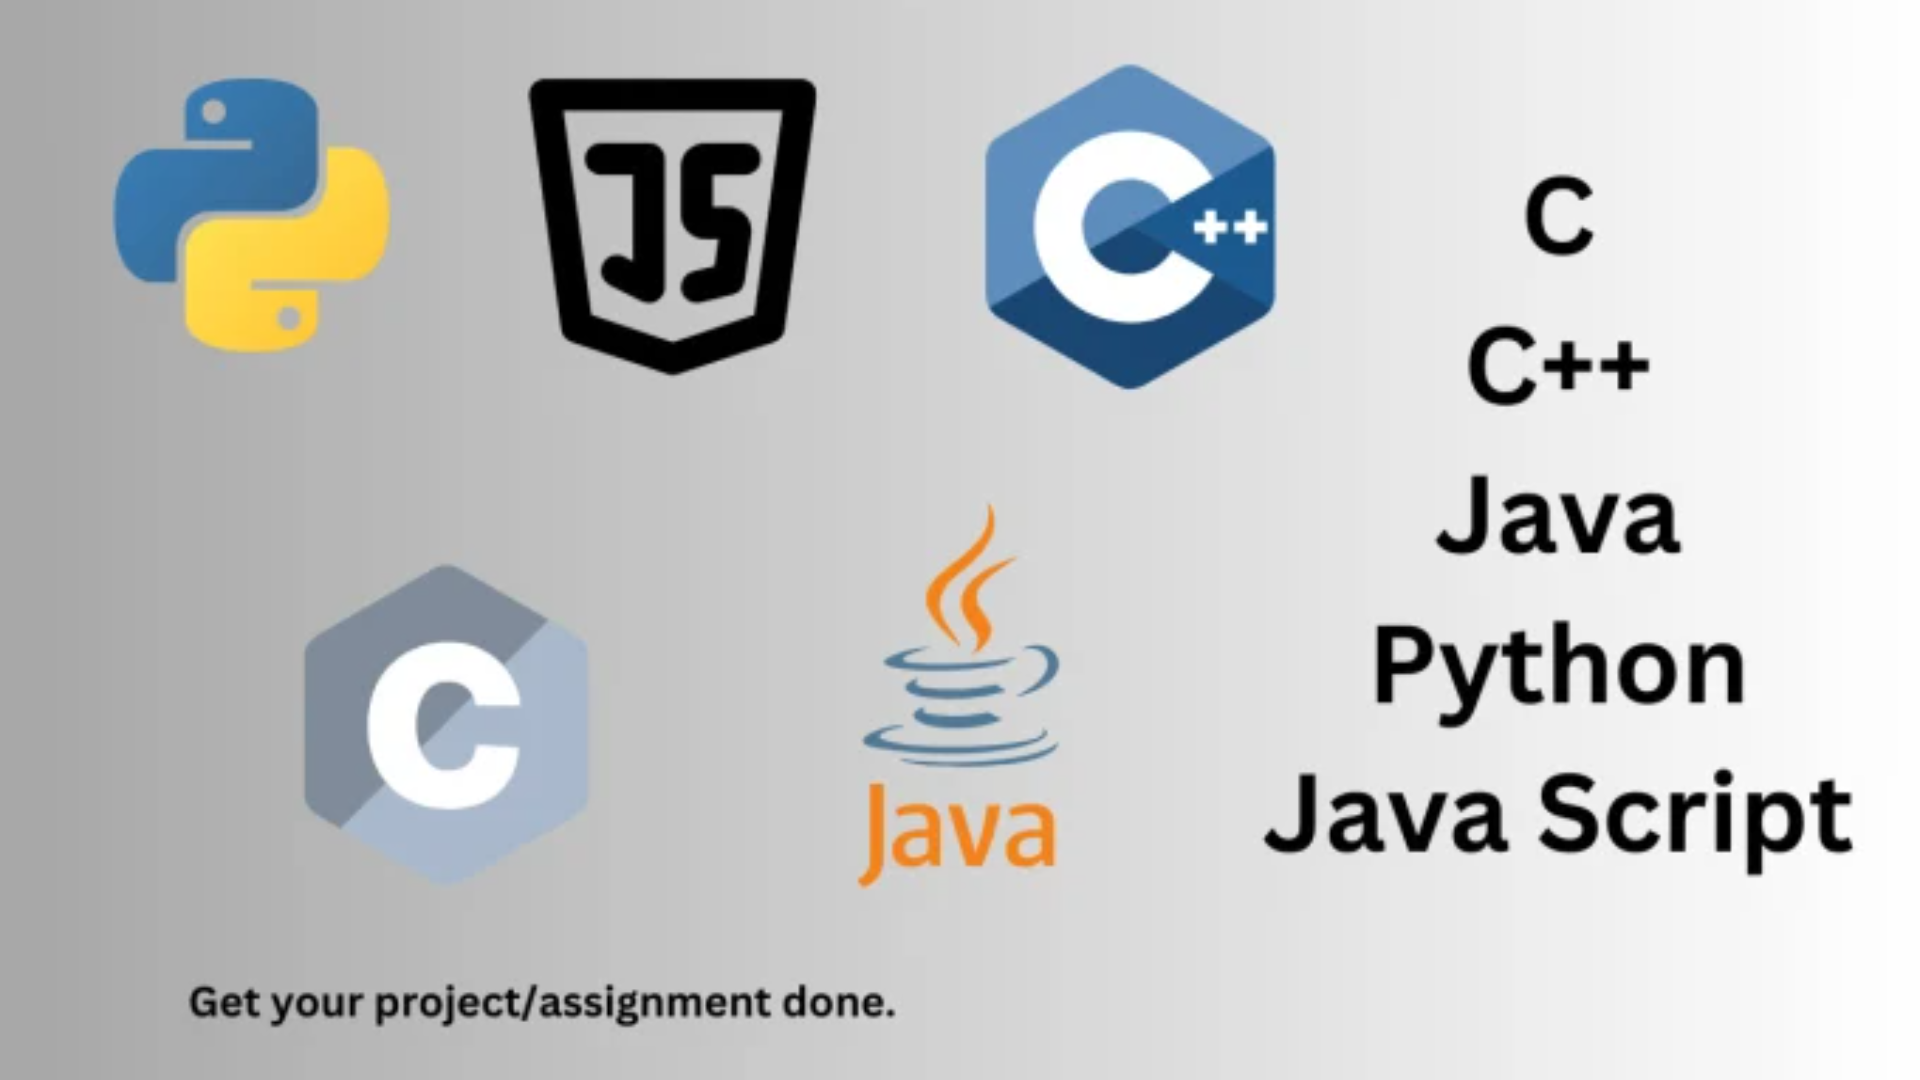 JS
C++
C
C++
Java
Python
Java Script
C
Java
Get your project/assignment done.